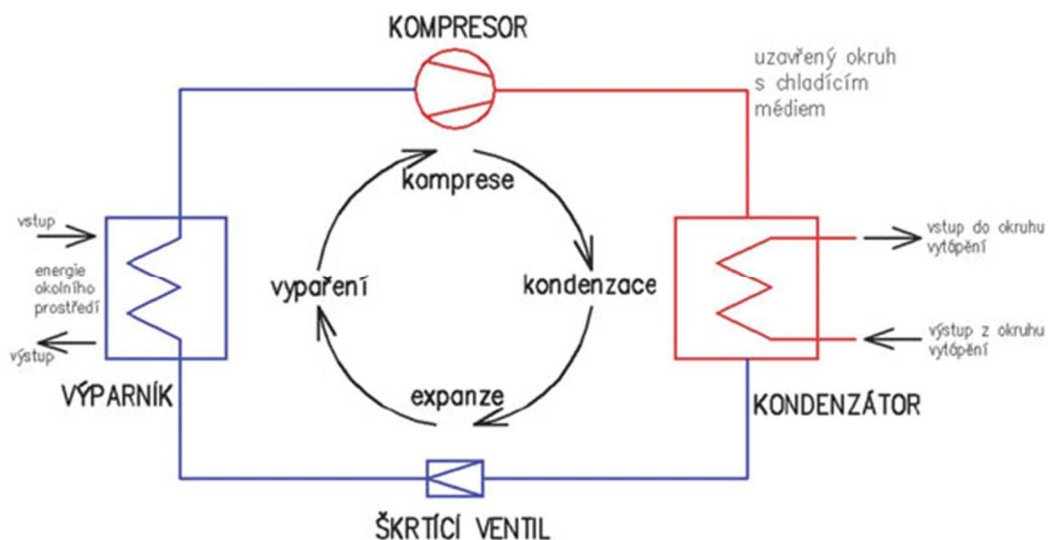 KOMPRESOR
uzavřený okruh
s chladícím
médiem
komprese
vstup
energie
okolního
prostředí
výstup
VÝPARNÍK
vypaření
kondenzace
vstup do okruhu
vytápění
výstup z okruhu
vytápění
KONDENZÁTOR
expanze
ŠKRTÍCÍ VENTIL